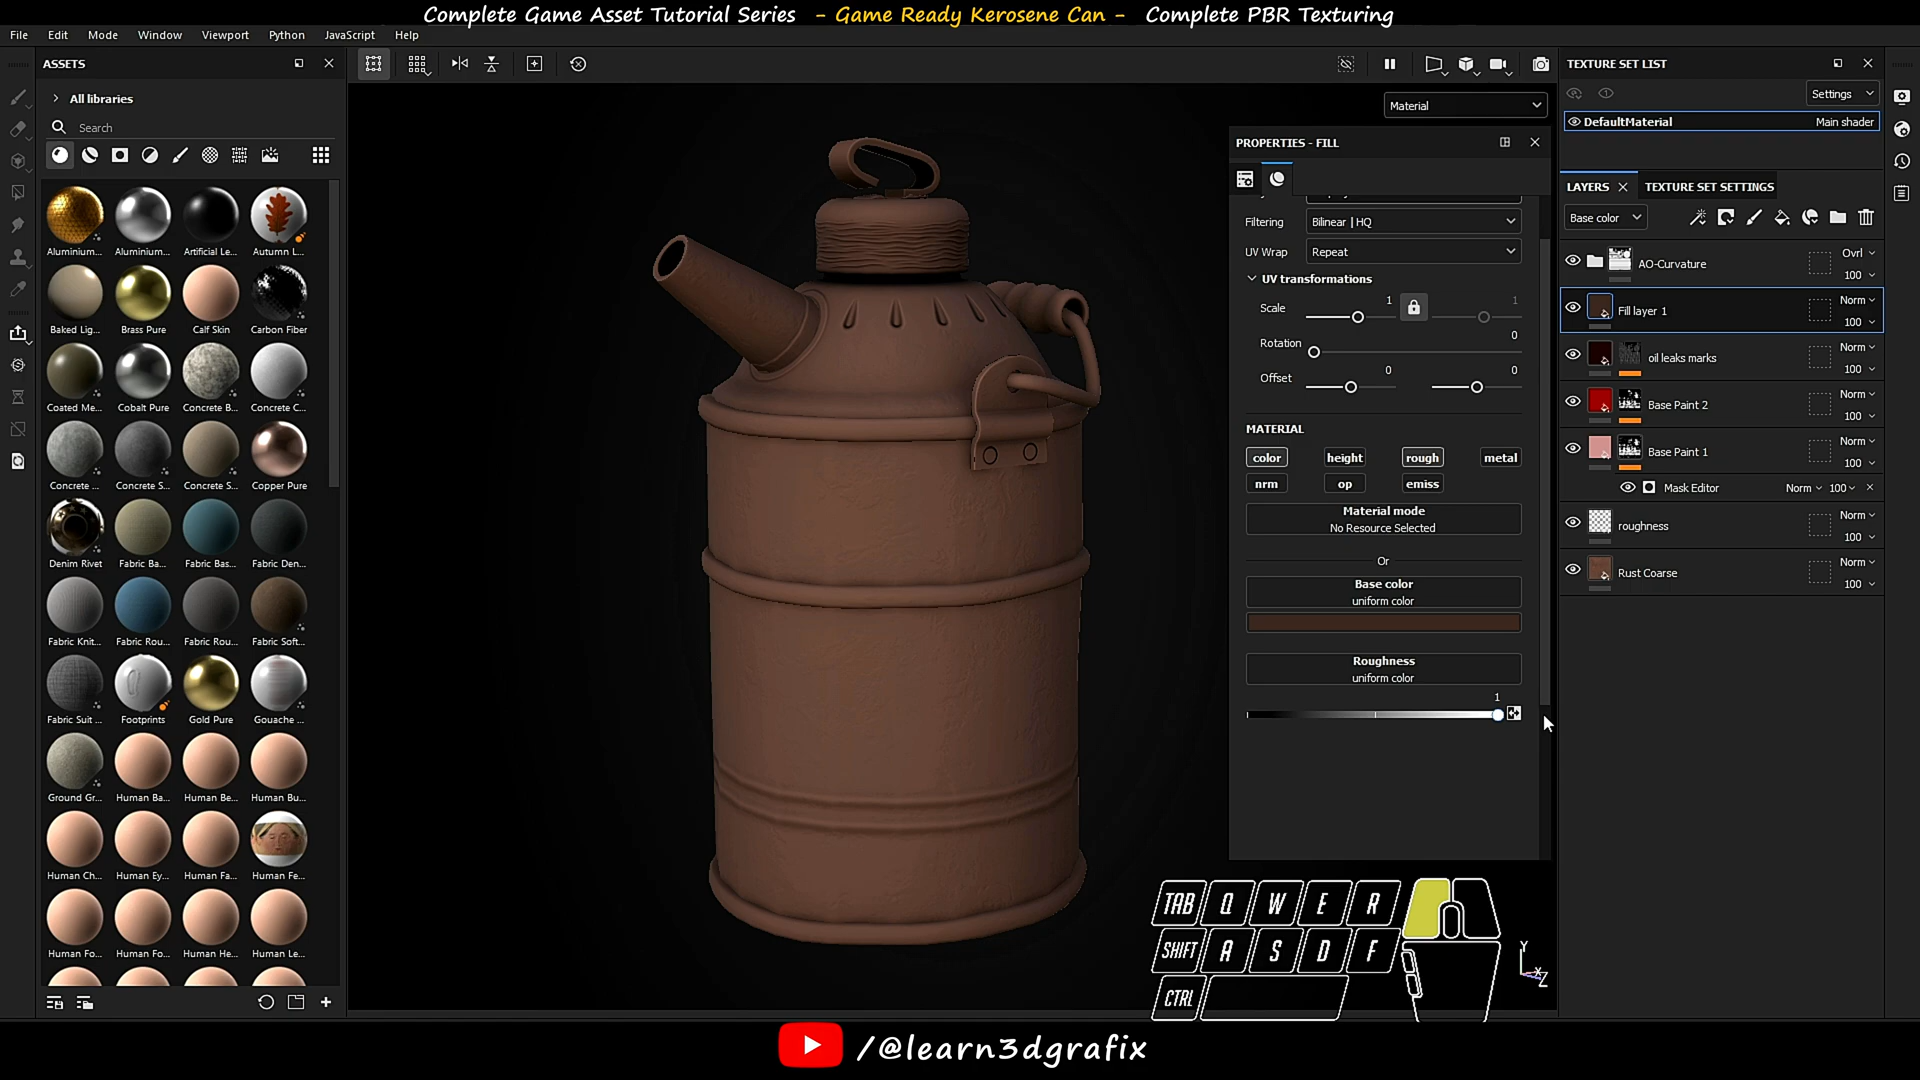 Complete Game Asset Tutorial Series - Game Ready Kerosene Can - Complete PBR Texturing
File Edit Mode Window Viewport Python JavaScript Help
ASSETS
All libraries
Search
Aluminium... Aluminium... Artificial Le... Autumn L...
Baked Lig... Brass Pure Calf Skin Carbon Fiber
Coated Me... Cobalt Pure Concrete B... Concrete C...
Concrete ... Concrete S... Concrete S... Copper Pure
Denim Rivet Fabric Ba... Fabric Bas... Fabric Den...
Fabric Knit... Fabric Rou... Fabric Rou... Fabric Soft...
Fabric Suit ... Footprints Gold Pure Gouache ...
Ground Gr... Human Ba... Human Be... Human Bu...
Human Ch... Human Ey... Human Fa... Human Fe...
Human Fo... Human Fo... Human He... Human Le...
Material
PROPERTIES - FILL
Filtering Bilinear | HQ
UV Wrap Repeat
UV transformations
Scale 1 1
Rotation 0
Offset 0 0
MATERIAL
color height rough metal
nrm op emiss
Material mode
No Resource Selected
Or
Base color
uniform color
Roughness
uniform color
1
TEXTURE SET LIST
Settings
DefaultMaterial Main shader
LAYERS TEXTURE SET SETTINGS
Base color
AO-Curvature Ovrl 100
Fill layer 1 Norm 100
oil leaks marks Norm 100
Base Paint 2 Norm 100
Base Paint 1 Norm 100
Mask Editor Norm 100
roughness Norm 100
Rust Coarse Norm 100
TAB Q W E R
SHIFT A S D F
CTRL
Y
X
Z
/@learn3dgrafix